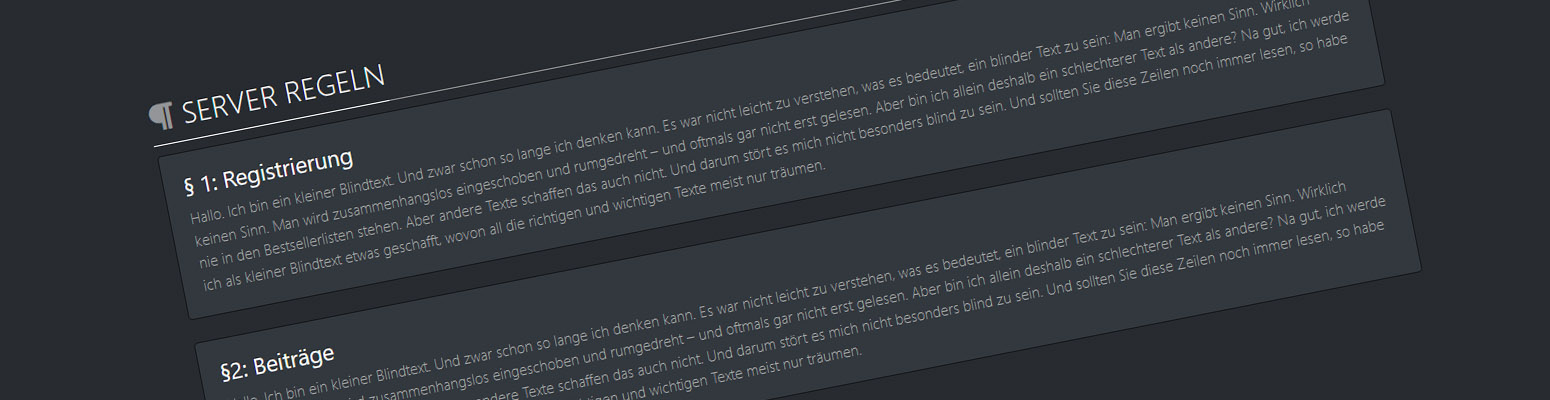 ¶ SERVER REGELN
§ 1: Registrierung
Hallo. Ich bin ein kleiner Blindtext. Und zwar schon so lange ich denken kann. Es war nicht leicht zu verstehen, was es bedeutet, ein blinder Text zu sein: Man ergibt keinen Sinn. Wirklich
keinen Sinn. Man wird zusammenhangslos eingeschoben und rumgedreht – und oftmals gar nicht erst gelesen. Aber bin ich allein deshalb ein schlechterer Text als andere? Na gut, ich werde
nie in den Bestsellerlisten stehen. Aber andere Texte schaffen das auch nicht. Und darum stört es mich nicht besonders blind zu sein. Und sollten Sie diese Zeilen noch immer lesen, so habe
ich als kleiner Blindtext etwas geschafft, wovon all die richtigen und wichtigen Texte meist nur träumen.
§2: Beiträge
Ich bin ein kleiner Blindtext. Und zwar schon so lange ich denken kann. Es war nicht leicht zu verstehen, was es bedeutet, ein blinder Text zu sein: Man ergibt keinen Sinn. Wirklich
zusammenhangslos eingeschoben und rumgedreht – und oftmals gar nicht erst gelesen. Aber bin ich allein deshalb ein schlechterer Text als andere? Na gut, ich werde
Texte schaffen das auch nicht. Und darum stört es mich nicht besonders blind zu sein. Und sollten Sie diese Zeilen noch immer lesen, so habe
und wichtigen Texte meist nur träumen.